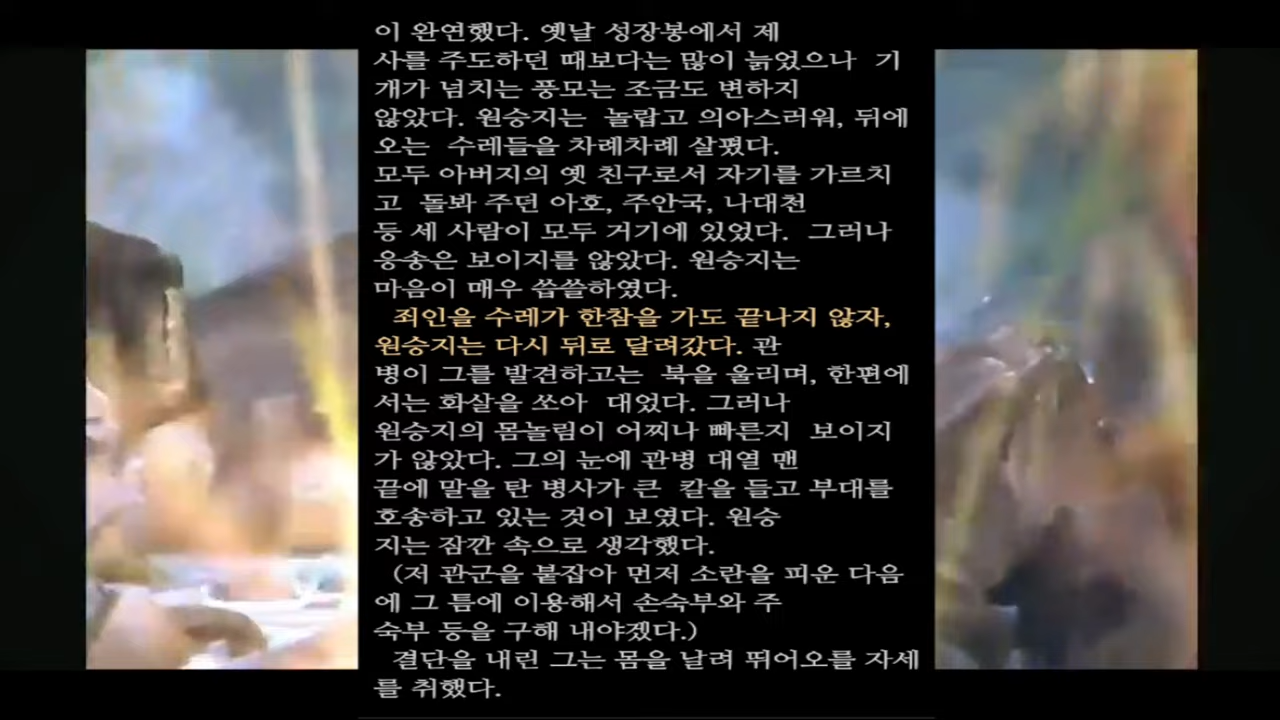 이 완연했다. 옛날 성장봉에서 제
사를 주도하던 때보다는 많이 늙었으나 기
개가 넘치는 풍모는 조금도 변하지
않았다. 원승지는 놀랍고 의아스러워, 뒤에
오는 수레들을 차례차례 살폈다.
모두 아버지의 옛 친구로서 자기를 가르치
고 돌봐 주던 아호, 주안국, 나대천
등 세 사람이 모두 거기에 있었다. 그러나
응송은 보이지를 않았다. 원승지는
마음이 매우 씁쓸하였다.
죄인을 수레가 한참을 가도 끝나지 않자,
원승지는 다시 뒤로 달려갔다. 관
병이 그를 발견하고는 북을 울리며, 한편에
서는 화살을 쏘아 대었다. 그러나
원승지의 몸놀림이 어찌나 빠른지 보이지
가 않았다. 그의 눈에 관병 대열 맨
끝에 말을 탄 병사가 큰 칼을 들고 부대를
호송하고 있는 것이 보였다. 원승
지는 잠깐 속으로 생각했다.
(저 관군을 붙잡아 먼저 소란을 피운 다음
에 그 틈에 이용해서 손숙부와 주
숙부 등을 구해 내야겠다.)
결단을 내린 그는 몸을 날려 뛰어오를 자세
를 취했다.